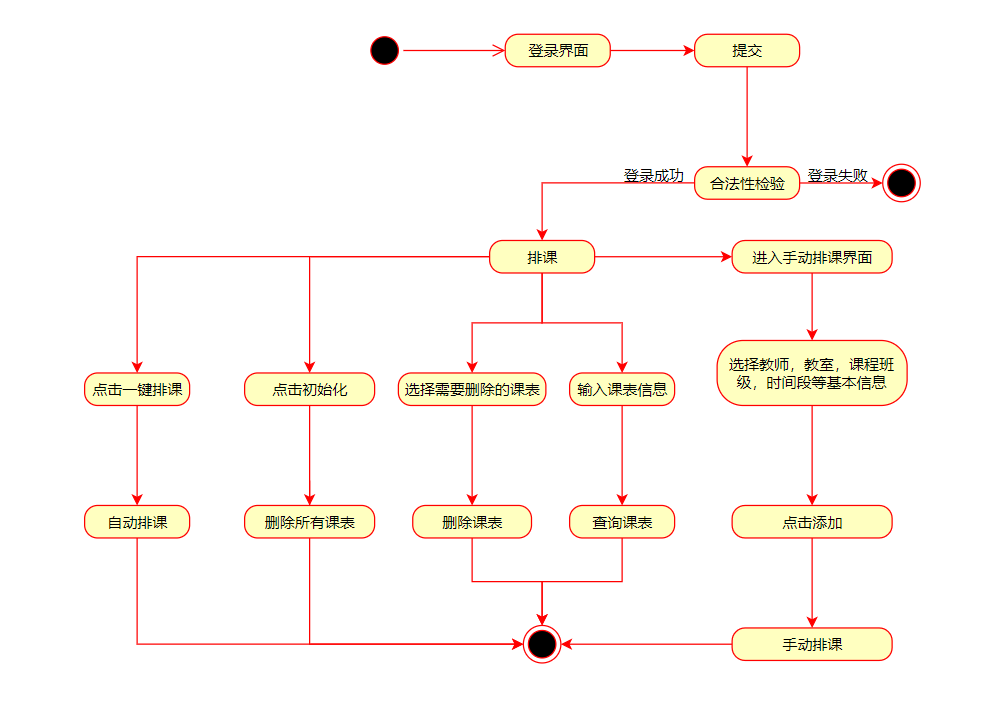 登录界面
提交
登录成功
合法性检验
登录失败
排课
进入手动排课界面
选择教师，教室，课程班
级，时间段等基本信息
点击一键排课
点击初始化
选择需要删除的课表
输入课表信息
自动排课
删除所有课表
删除课表
查询课表
点击添加
手动排课